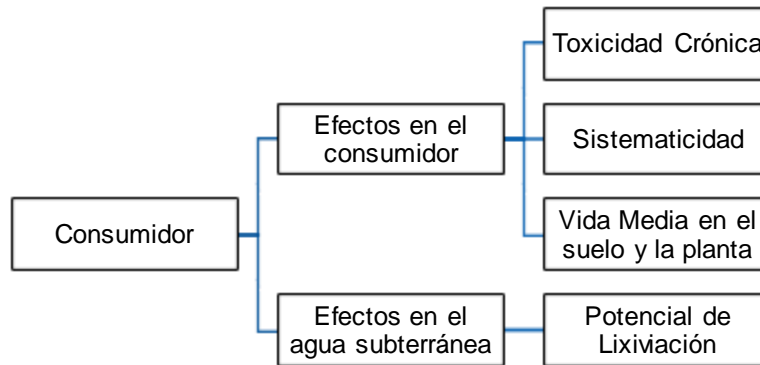 Toxicidad Crónica
Efectos en el
consumidor
Sistematicidad
Consumidor
Vida Media en el
suelo y la planta
Efectos en el
agua subterránea
Potencial de
Lixiviación